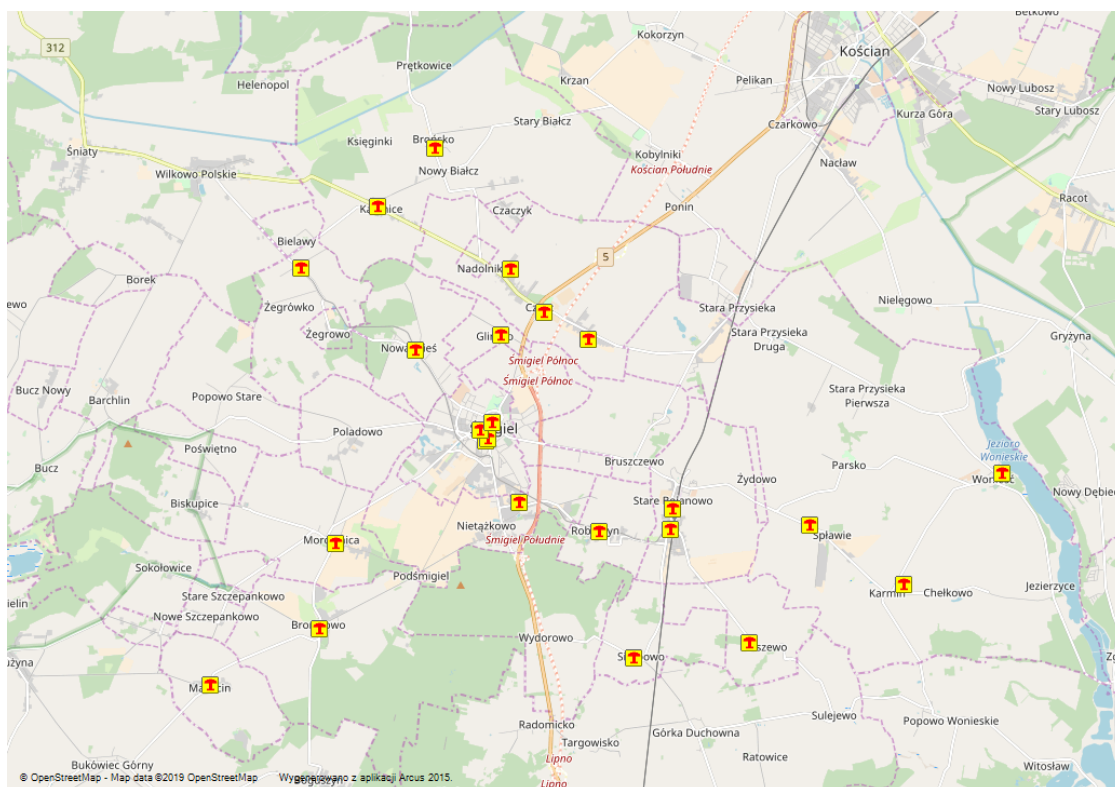 Betkowo
Kokorzyn
312
Kościan
Prętkowice
Krzan
Pelikan
Helenopol
Nowy Lubosz
Stary Lubosz
Kurza Góra
Stary Białcz
Czarkowo
Księginki
Brońsko
Śniaty
Kobylniki
Nacław
Wilkowo Polskie
Nowy Białcz
Kościan Południe
Racot
Czaczyk
Ponin
Bielawy
5
Nadolnik
Borek
Żegrówko
Nielęgowo
Stara Przysieka
Żegrowo
Stara Przysieka
Druga
Gryżyna
Śmigiel Północ
Śmigiel Północ
Bucz Nowy
Barchlin
Popowo Stare
Stara Przysieka
Pierwsza
Poladowo
Jezioro
Wonieskie
Poświętno
Bruszczewo
Bucz
Parsko
Żydowo
Nowy Dębiec
Biskupice
Nietążkowo
Śmigiel Południe
Spławie
Sokołowice
Podśmigiel
Stare Szczepankowo
Karmin
Chełkowo
Jezierzyce
Nowe Szczepankowo
Wydorowo
Sulejewo
Popowo Wonieskie
Radomicko
Górka Duchowna
Targowisko
Ratowice
Lipno
Bukówiec Górny
Witosław
© OpenStreetMap - Map data ©2019 OpenStreetMap Wygenerowano z aplikacji Arcus 2015.
Lipno